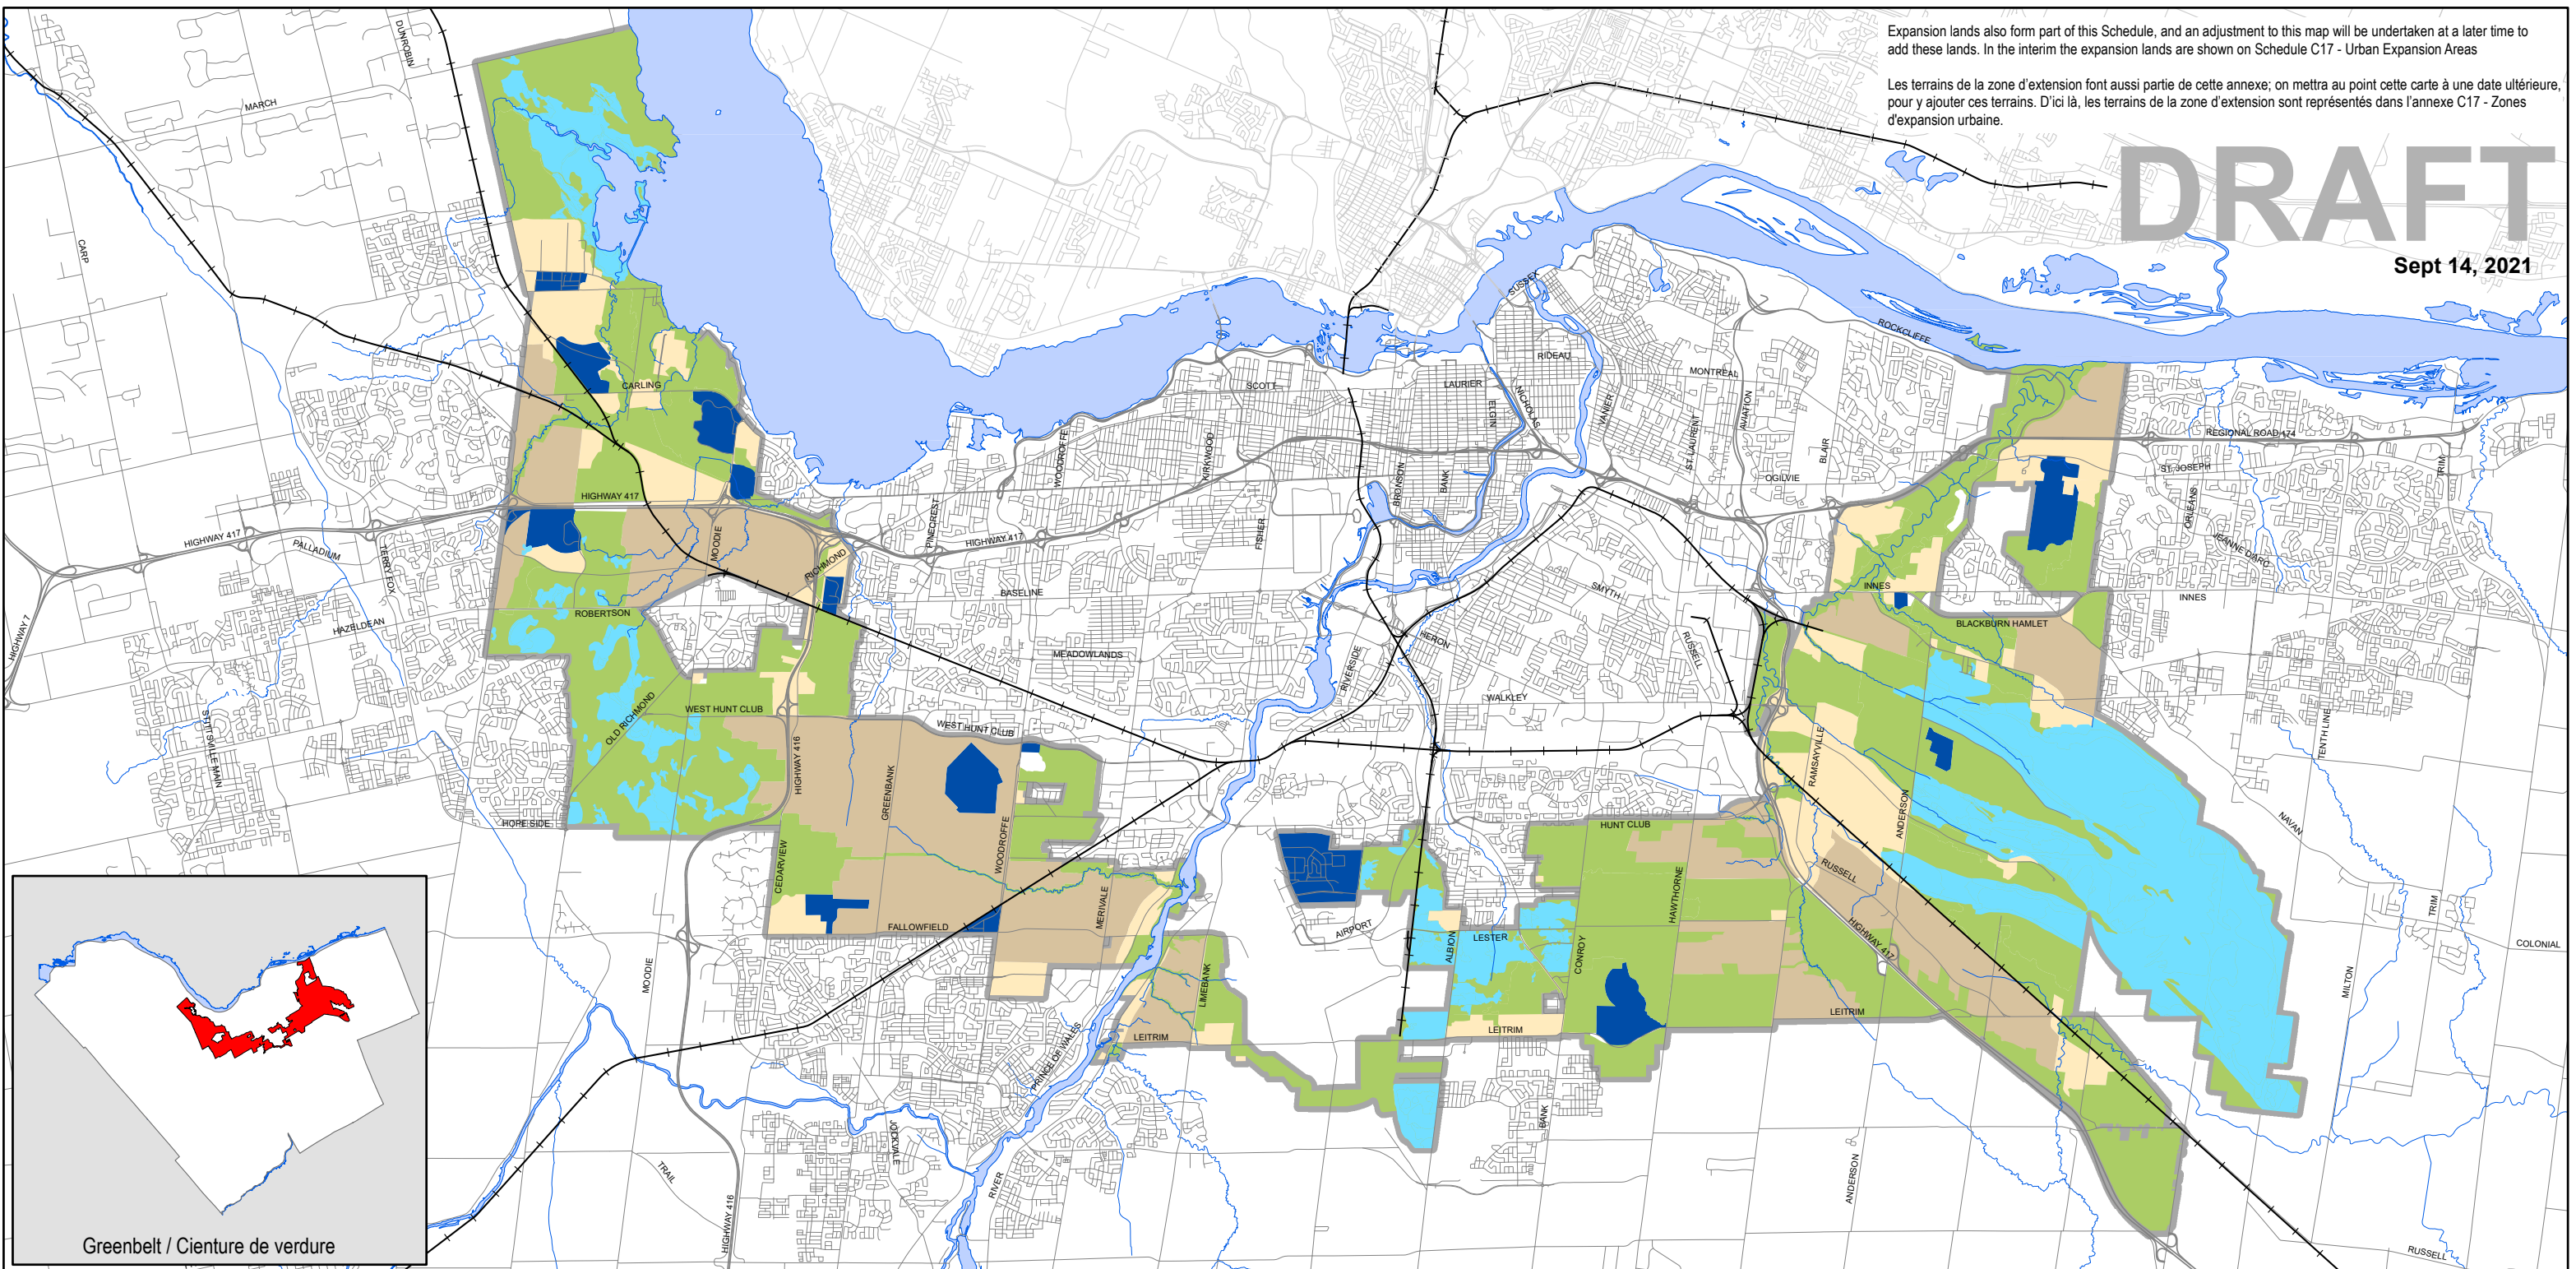 Expansion lands also form part of this Schedule, and an adjustment to this map will be undertaken at a later time to
add these lands. In the interim the expansion lands are shown on Schedule C17 - Urban Expansion Areas
Les terrains de la zone d'extension font aussi partie de cette annexe; on mettra au point cette carte à une date ultérieure,
pour y ajouter ces terrains. D'ici là, les terrains de la zone d'extension sont représentés dans l'annexe C17 - Zones
d'expansion urbaine.
DRAFT
Sept 14, 2021
DUNROBIN
MARCH
CARP
SUSSEX
ROCKCLIFFE
RIDEAU
CARLING
SCOTT
LAURIER
MONTREAL
ELGIN
NICHOLAS
VANIER
ST. LAURENT
AVIATION
BLAIR
WOODROFFE
KIRKWOOD
REGIONAL ROAD 174
ST. JOSEPH
TRIM
BRONSON
BANK
OGILVIE
HIGHWAY 417
ORLEANS
PINECREST
FISHER
HIGHWAY 417
HIGHWAY 417
PALLADIUM
TERRY FOX
MOODIE
RICHMOND
JEANNE D'ARC
BASELINE
SMYTH
INNES
INNES
ROBERTSON
HAZELDEAN
HIGHWAY 7
BLACKBURN HAMLET
HERON
RUSSELL
MEADOWLANDS
RIVERSIDE
WALKLEY
OLD RICHMOND
WEST HUNT CLUB
WEST HUNT CLUB
STITTSVILLE MAIN
TENTH LINE
RAMSAYVILLE
HIGHWAY 416
GREENBANK
WOODROFFE
HOPE SIDE
HUNT CLUB
ANDERSON
NAVAN
CEDARVIEW
RUSSELL
MERIVALE
HAWTHORNE
TRIM
FALLOWFIELD
AIRPORT
ALBION
LESTER
CONROY
HIGHWAY 417
COLONIAL
MOODIE
LIMEBANK
MILTON
LEITRIM
LEITRIM
LEITRIM
PRINCE OF WALES
JOCKVALE
BANK
TRAIL
RIVER
ANDERSON
HIGHWAY 416
RUSSELL
Greenbelt / Cienture de verdure